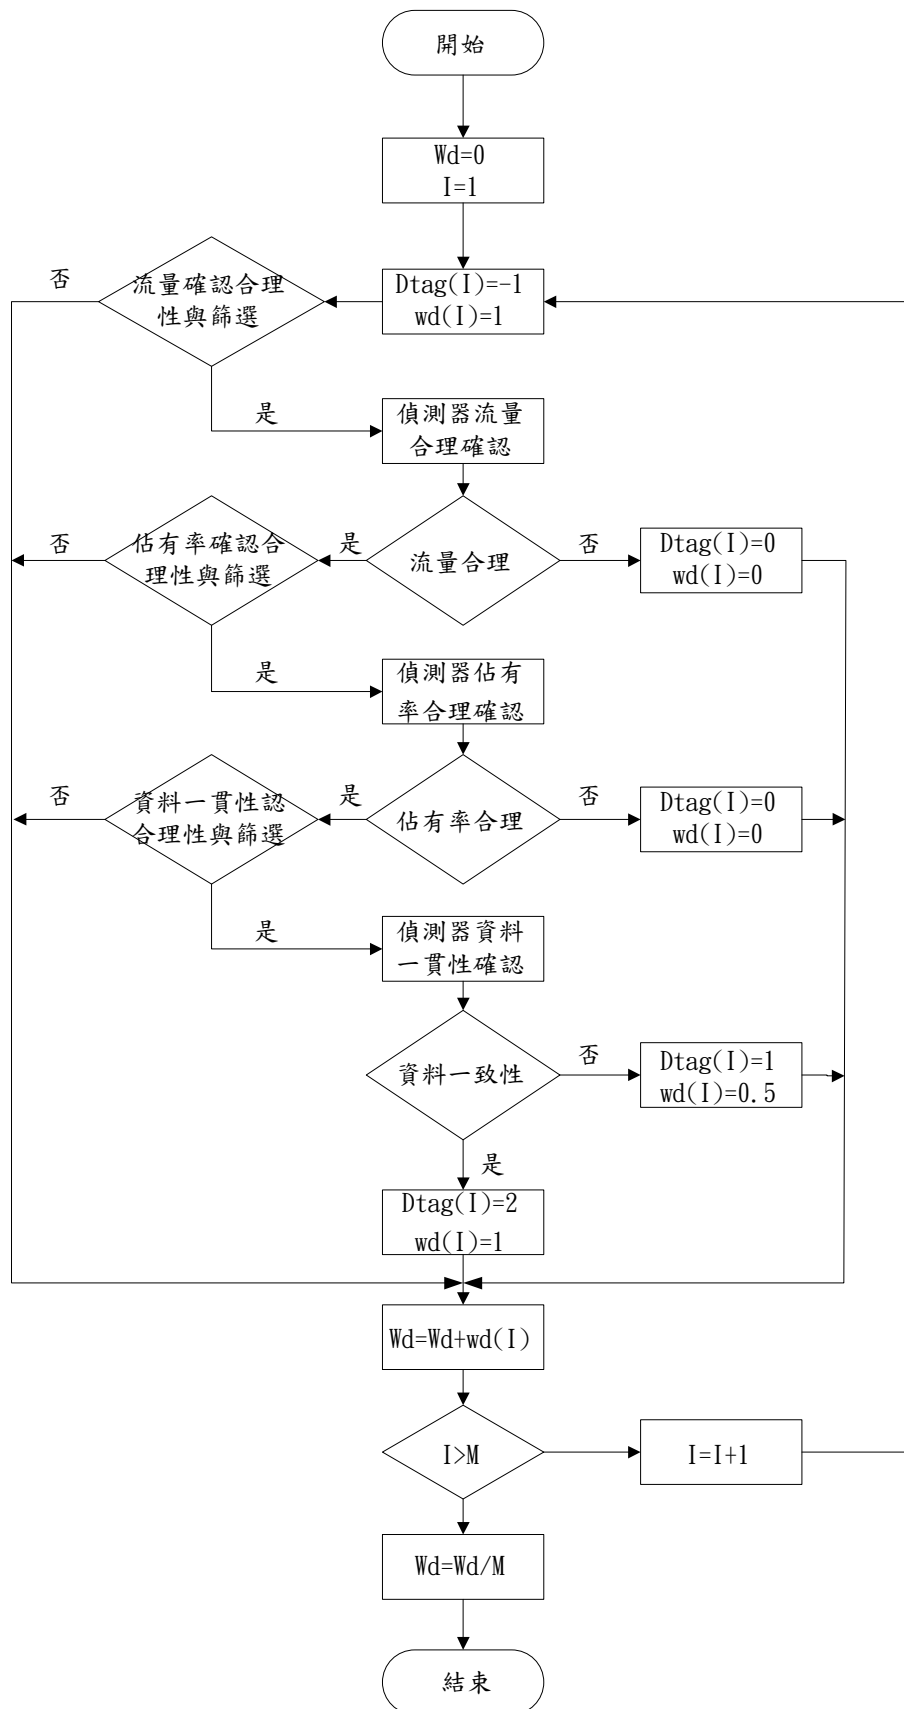 開始
Wd=0
I=1
否
流量確認合理
性與篩選
Dtag(I)=-1
wd(I)=1
是
偵測器流量
合理確認
否
佔有率確認合
理性與篩選
是
流量合理
否
Dtag(I)=0
wd(I)=0
是
偵測器佔有
率合理確認
否
資料一貫性認
合理性與篩選
是
佔有率合理
否
Dtag(I)=0
wd(I)=0
是
偵測器資料
一貫性確認
資料一致性
否
Dtag(I)=1
wd(I)=0.5
是
Dtag(I)=2
wd(I)=1
Wd=Wd+wd(I)
I>M
I=I+1
Wd=Wd/M
結束